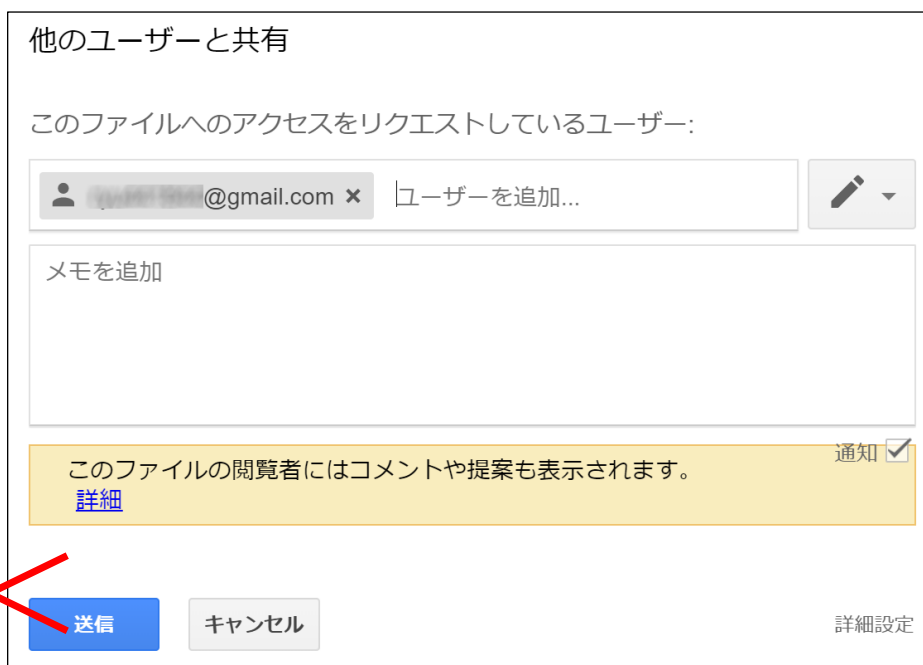 他のユーザーと共有
このファイルへのアクセスをリクエストしているユーザー:
@gmail.com × ユーザーを追加...
メモを追加
通知
このファイルの閲覧者にはコメントや提案も表示されます。
詳細
送信 キャンセル 詳細設定